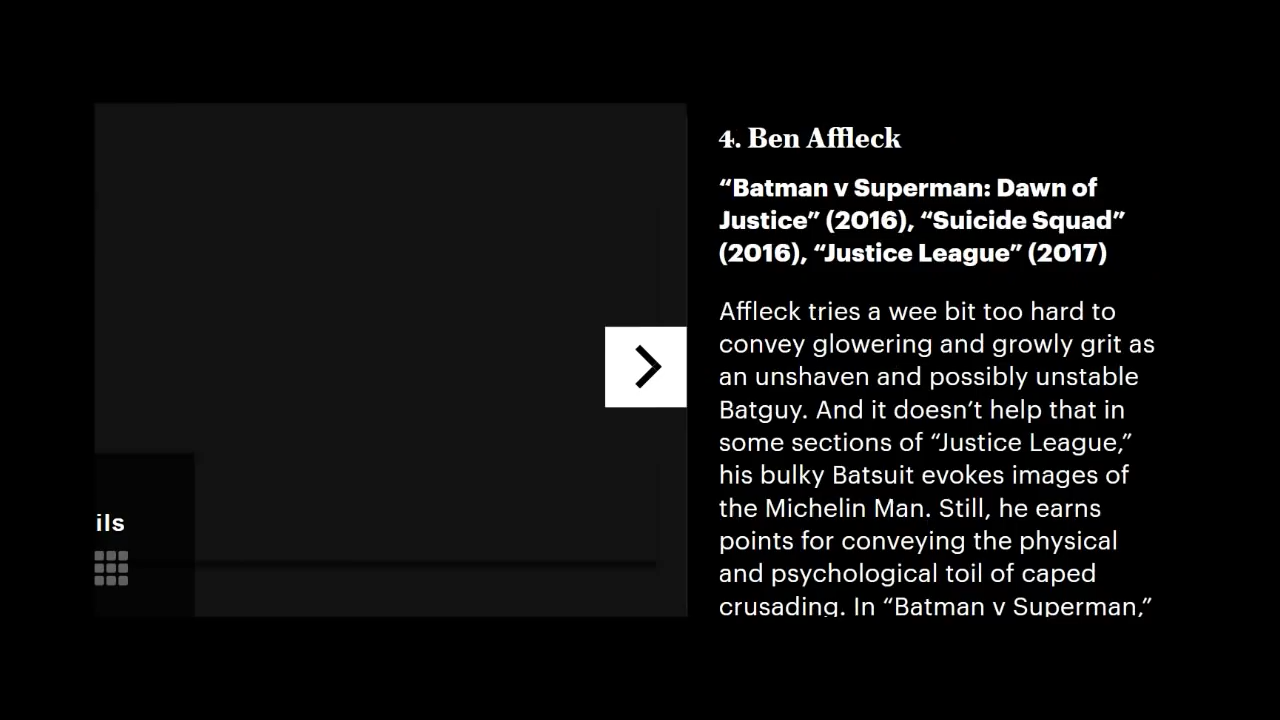 4. Ben Affleck
“Batman v Superman: Dawn of
Justice” (2016), “Suicide Squad”
(2016), “Justice League” (2017)
Affleck tries a wee bit too hard to
convey glowering and growly grit as
an unshaven and possibly unstable
Batguy. And it doesn’t help that in
some sections of “Justice League,”
his bulky Batsuit evokes images of
the Michelin Man. Still, he earns
points for conveying the physical
and psychological toil of caped
crusading. In “Batman v Superman,”
ils